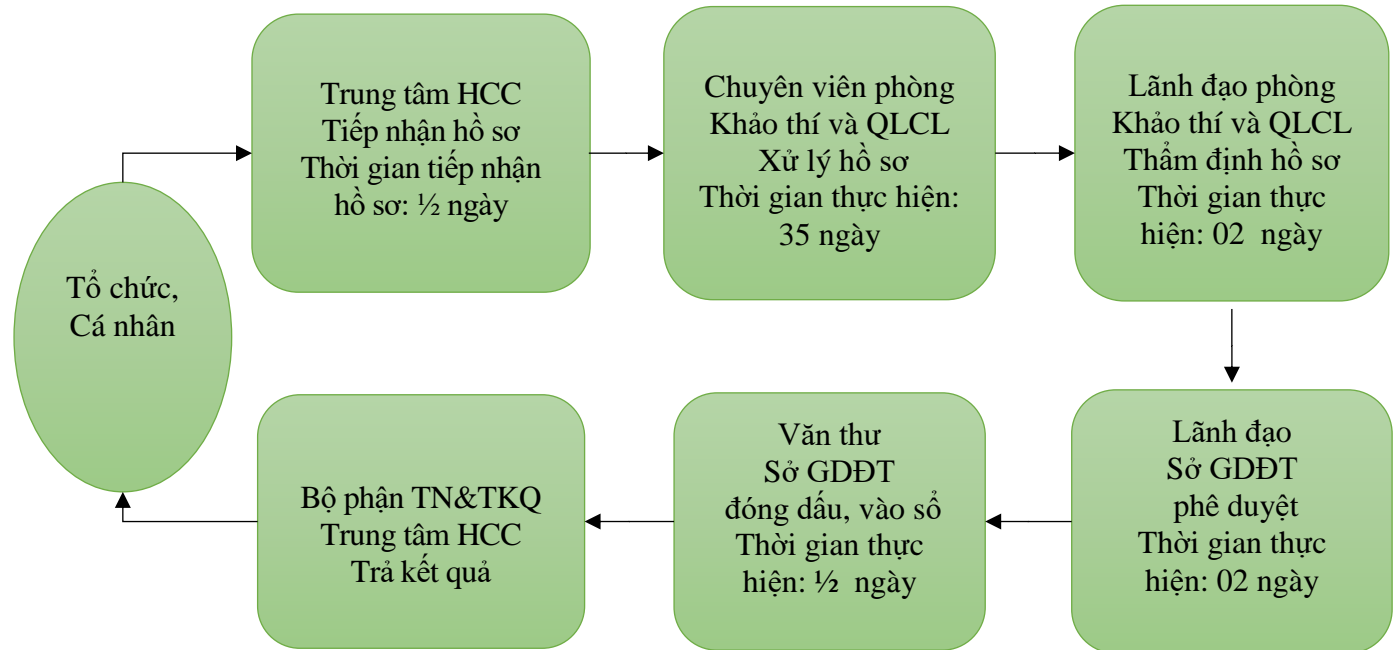 Trung tâm HCC
Tiếp nhận hồ sơ
Thời gian tiếp nhận
hồ sơ: ½ ngày
Chuyên viên phòng
Khảo thí và QLCL
Xử lý hồ sơ
Thời gian thực hiện:
35 ngày
Lãnh đạo phòng
Khảo thí và QLCL
Thẩm định hồ sơ
Thời gian thực
hiện: 02 ngày
Tổ chức,
Cá nhân
Lãnh đạo
Sở GDĐT
phê duyệt
Thời gian thực
hiện: 02 ngày
Văn thư
Sở GDĐT
đóng dấu, vào sổ
Thời gian thực
hiện: ½ ngày
Bộ phận TN&TKQ
Trung tâm HCC
Trả kết quả